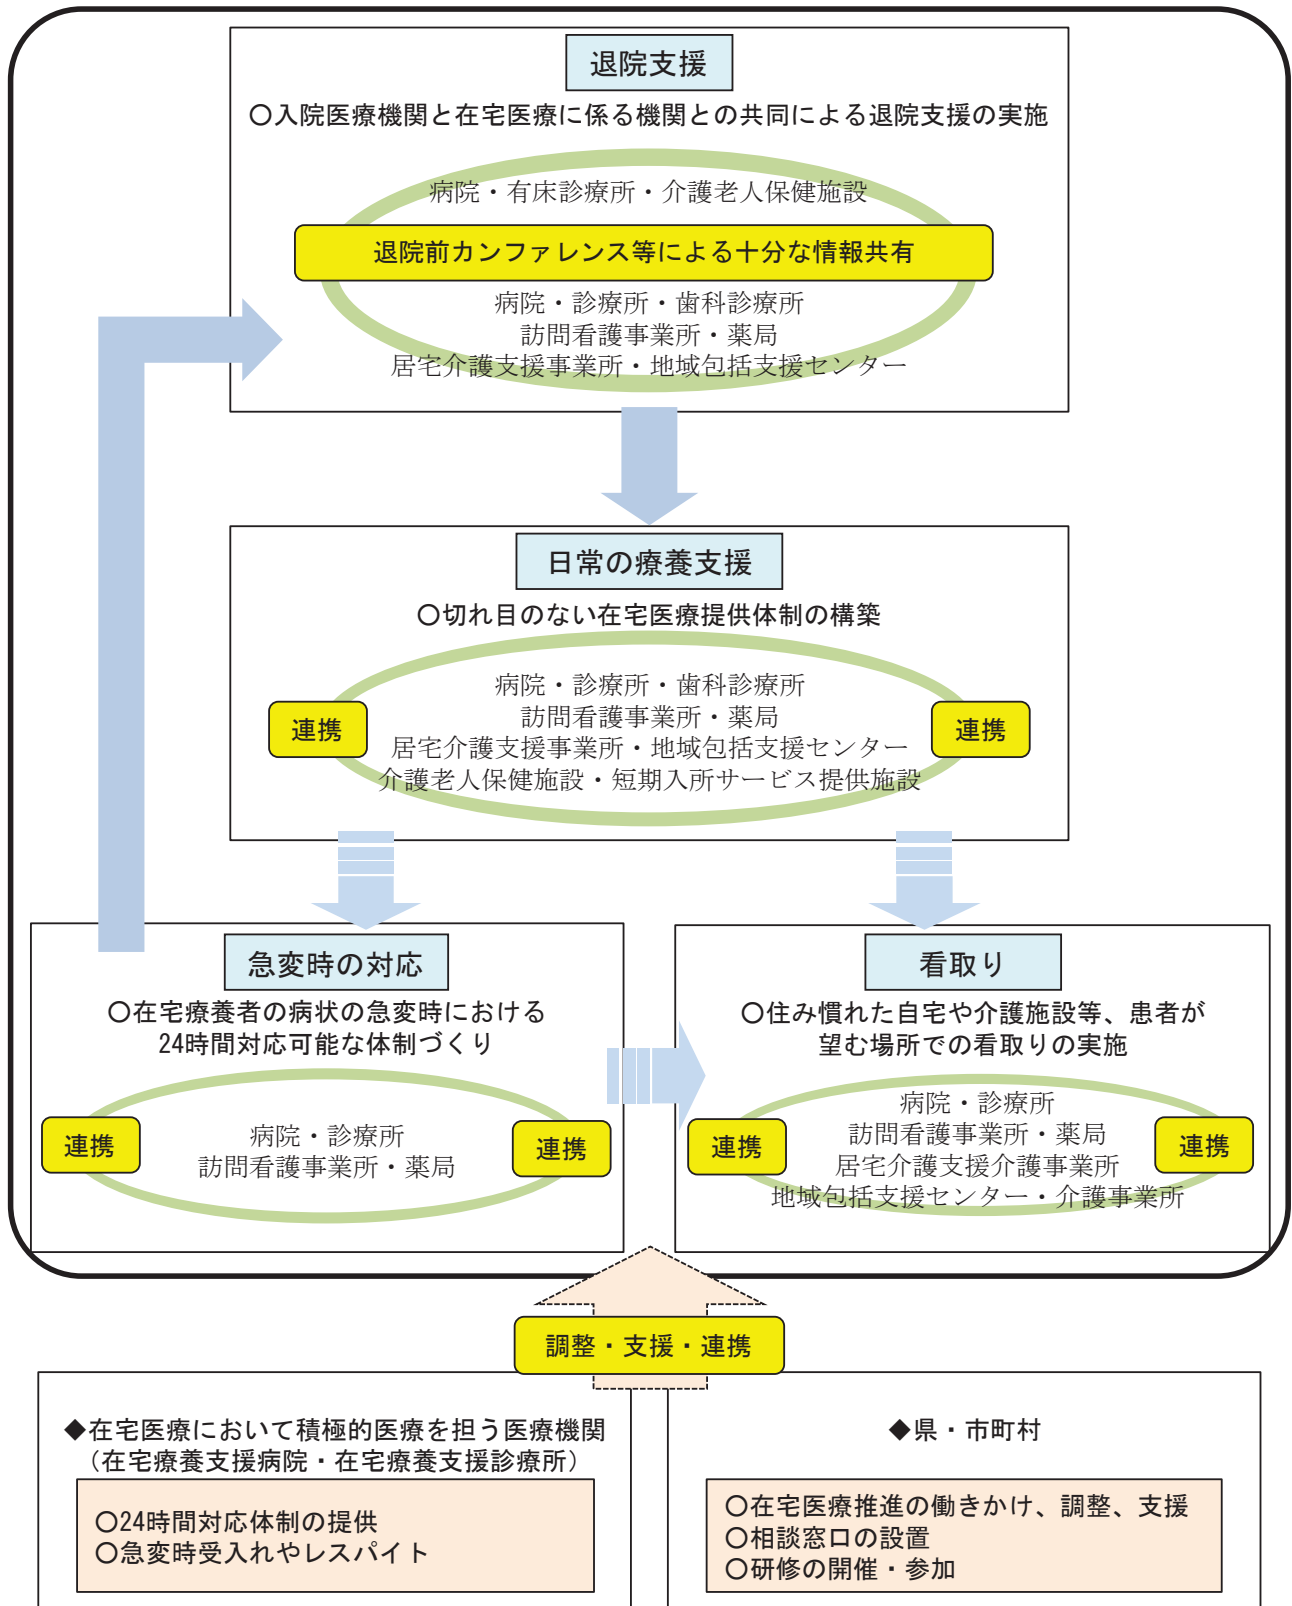 退院支援
〇入院医療機関と在宅医療に係る機関との共同による退院支援の実施
病院・有床診療所・介護老人保健施設
退院前カンファレンス等による十分な情報共有
病院・診療所・歯科診療所
訪問看護事業所・薬局
居宅介護支援事業所・地域包括支援センター
日常の療養支援
〇切れ目のない在宅医療提供体制の構築
病院・診療所・歯科診療所
訪問看護事業所・薬局
連携
連携
居宅介護支援事業所・地域包括支援センター
介護老人保健施設・短期入所サービス提供施設
急変時の対応
〇在宅療養者の病状の急変時における
24時間対応可能な体制づくり
連携
病院・診療所
訪問看護事業所・薬局
連携
看取り
〇住み慣れた自宅や介護施設等、患者が
望む場所での看取りの実施
病院・診療所
訪問看護事業所・薬局
連携
連携
居宅介護支援介護事業所
地域包括支援センター・介護事業所
調整・支援・連携
◆在宅医療において積極的医療を担う医療機関
（在宅療養支援病院・在宅療養支援診療所）
〇24時間対応体制の提供
〇急変時受入れやレスパイト
◆県・市町村
〇在宅医療推進の働きかけ、調整、支援
〇相談窓口の設置
〇研修の開催・参加